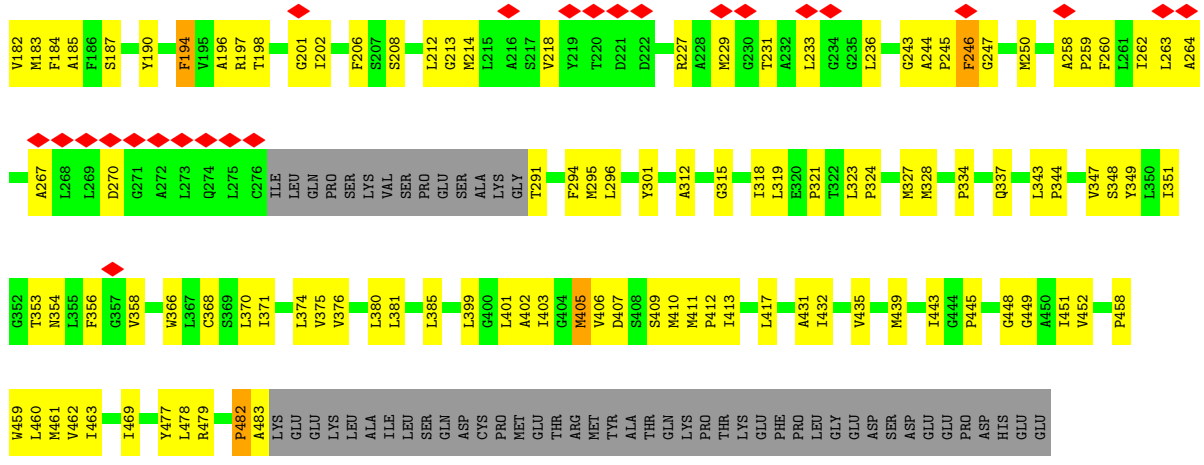 V182 M183 F184 A185 F186 S187 Y190 F194 V195 A196 R197 T198 G201 I202 F206 S207 S208 L212 G213 M214 L215 A216 S217 V218 Y219 T220 D221 D222 R227 A228 M229 G230 T231 A232 L233 G234 G235 L236 G243 A244 P245 F246 G247 M250 A258 P259 F260 L261 I262 L263 A264
A267 L268 L269 D270 G271 A272 L273 Q274 L275 C276 ILE LEU GLN PRO SER LYS VAL SER PRO GLU SER ALA LYS GLY T291 F294 M295 L296 Y301 A312 G315 I318 L319 E320 P321 T322 L323 P324 M327 M328 P334 Q337 L343 P344 V347 S348 Y349 L350 I351
G352 T353 N354 L355 F356 G357 V358 W366 L367 C368 S369 L370 I371 L374 V375 V376 L380 L381 L385 L399 G400 L401 A402 I403 G404 M405 V406 D407 S408 S409 M410 M411 P412 I413 L417 A431 I432 V435 M439 I443 G444 P445 G448 G449 A450 I451 V452 P458
W459 L460 M461 V462 I463 I469 Y477 L478 R479 P482 A483 LYS GLU GLU LYS LEU ALA ILE LEU SER GLN ASP CYS PRO MET GLU THR ARG MET TYR ALA THR GLN LYS PRO THR LYS GLU PHE PRO LEU GLY GLU ASP SER ASP GLU GLU PRO ASP HIS GLU GLU